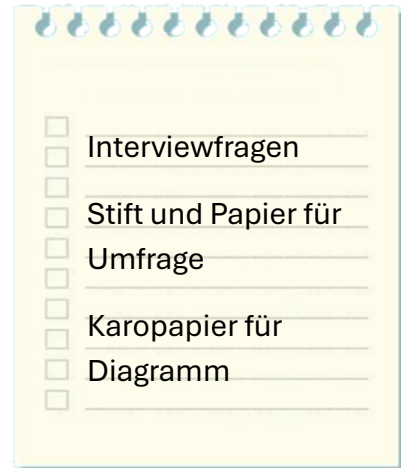 Interviewfragen
Stift und Papier für
Umfrage
Karopapier für
Diagramm